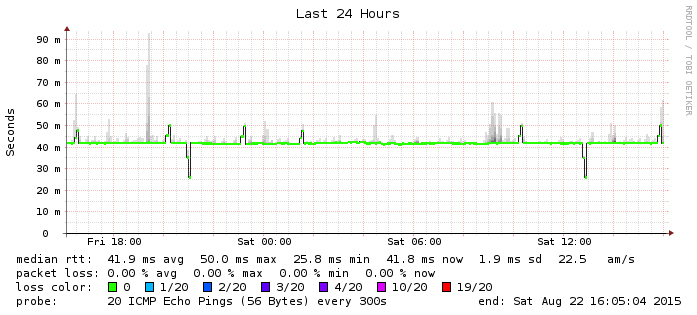 Last 24 Hours
RRDTOOL / TOBI OETIKER
Seconds
90 m
80 m
70 m
60 m
50 m
40 m
30 m
20 m
10 m
0
Fri 18:00 Sat 00:00 Sat 06:00 Sat 12:00
median rtt: 41.9 ms avg 50.0 ms max 25.8 ms min 41.8 ms now 1.9 ms sd 22.5 am/s
packet loss: 0.00 % avg 0.00 % max 0.00 % min 0.00 % now
loss color: 0 1/20 2/20 3/20 4/20 10/20 19/20
probe: 20 ICMP Echo Pings (56 Bytes) every 300s end: Sat Aug 22 16:05:04 2015